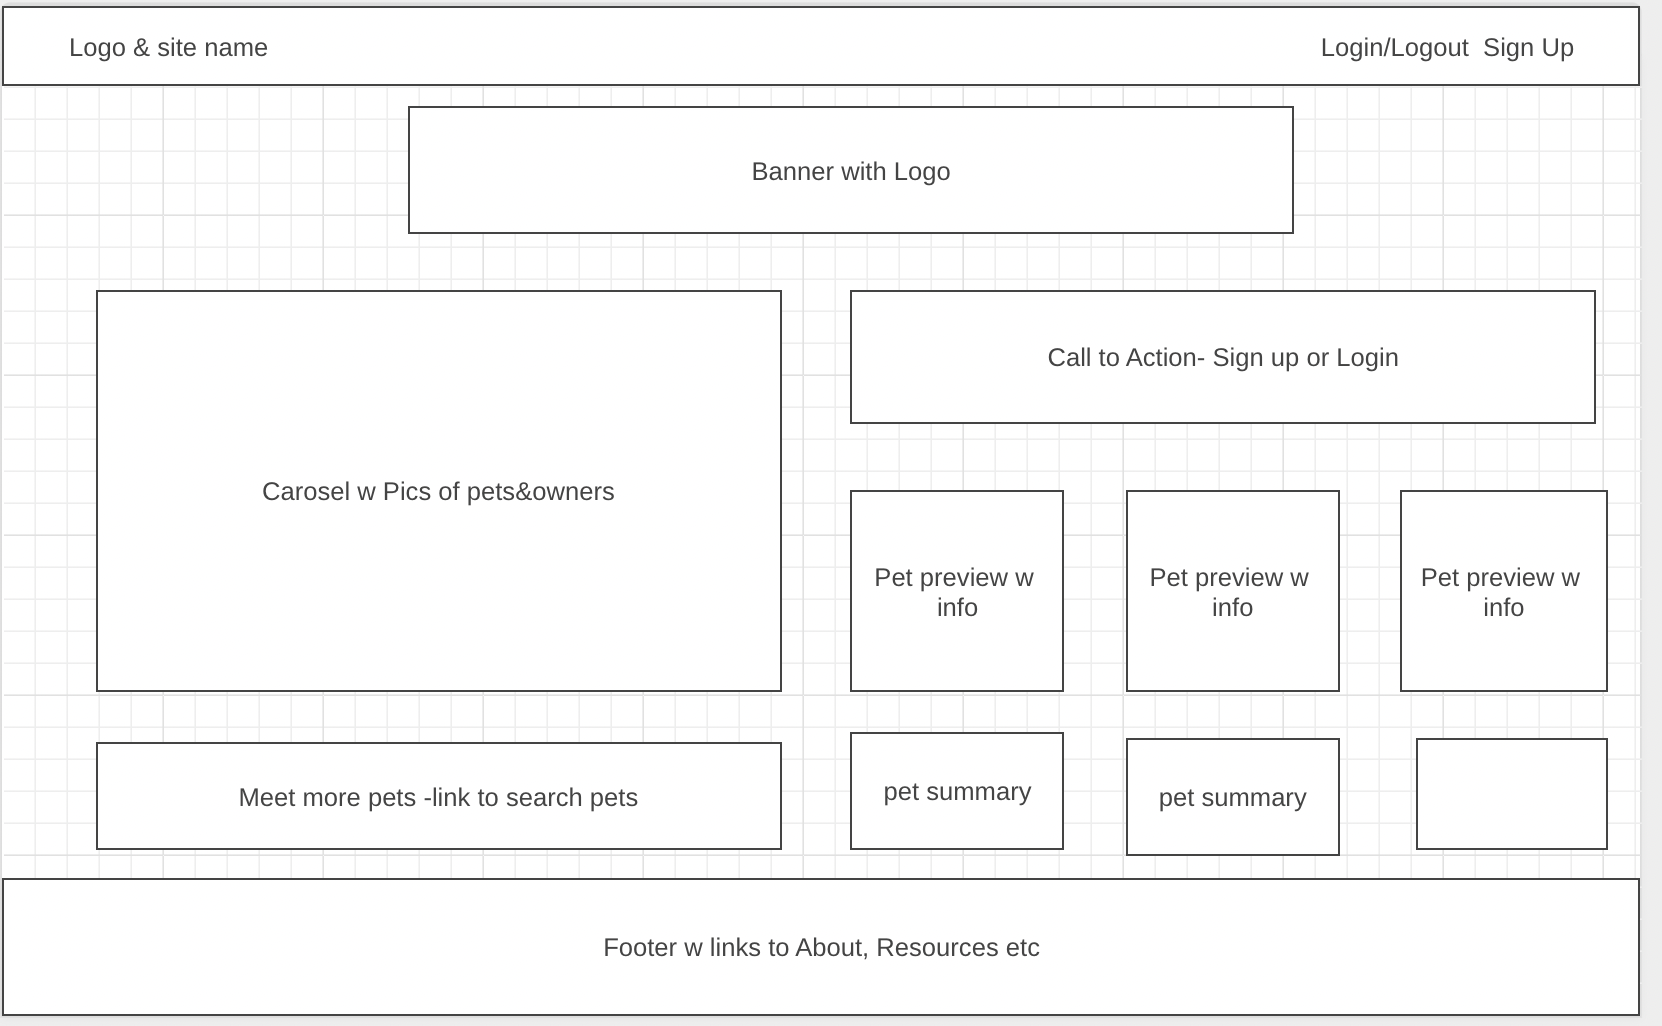 Logo & site name
Login/Logout  Sign Up
Banner with Logo
Call to Action- Sign up or Login
Carosel w Pics of pets&owners
Pet preview w
info
Pet preview w
info
Pet preview w
info
Meet more pets -link to search pets
pet summary
pet summary
Footer w links to About, Resources etc